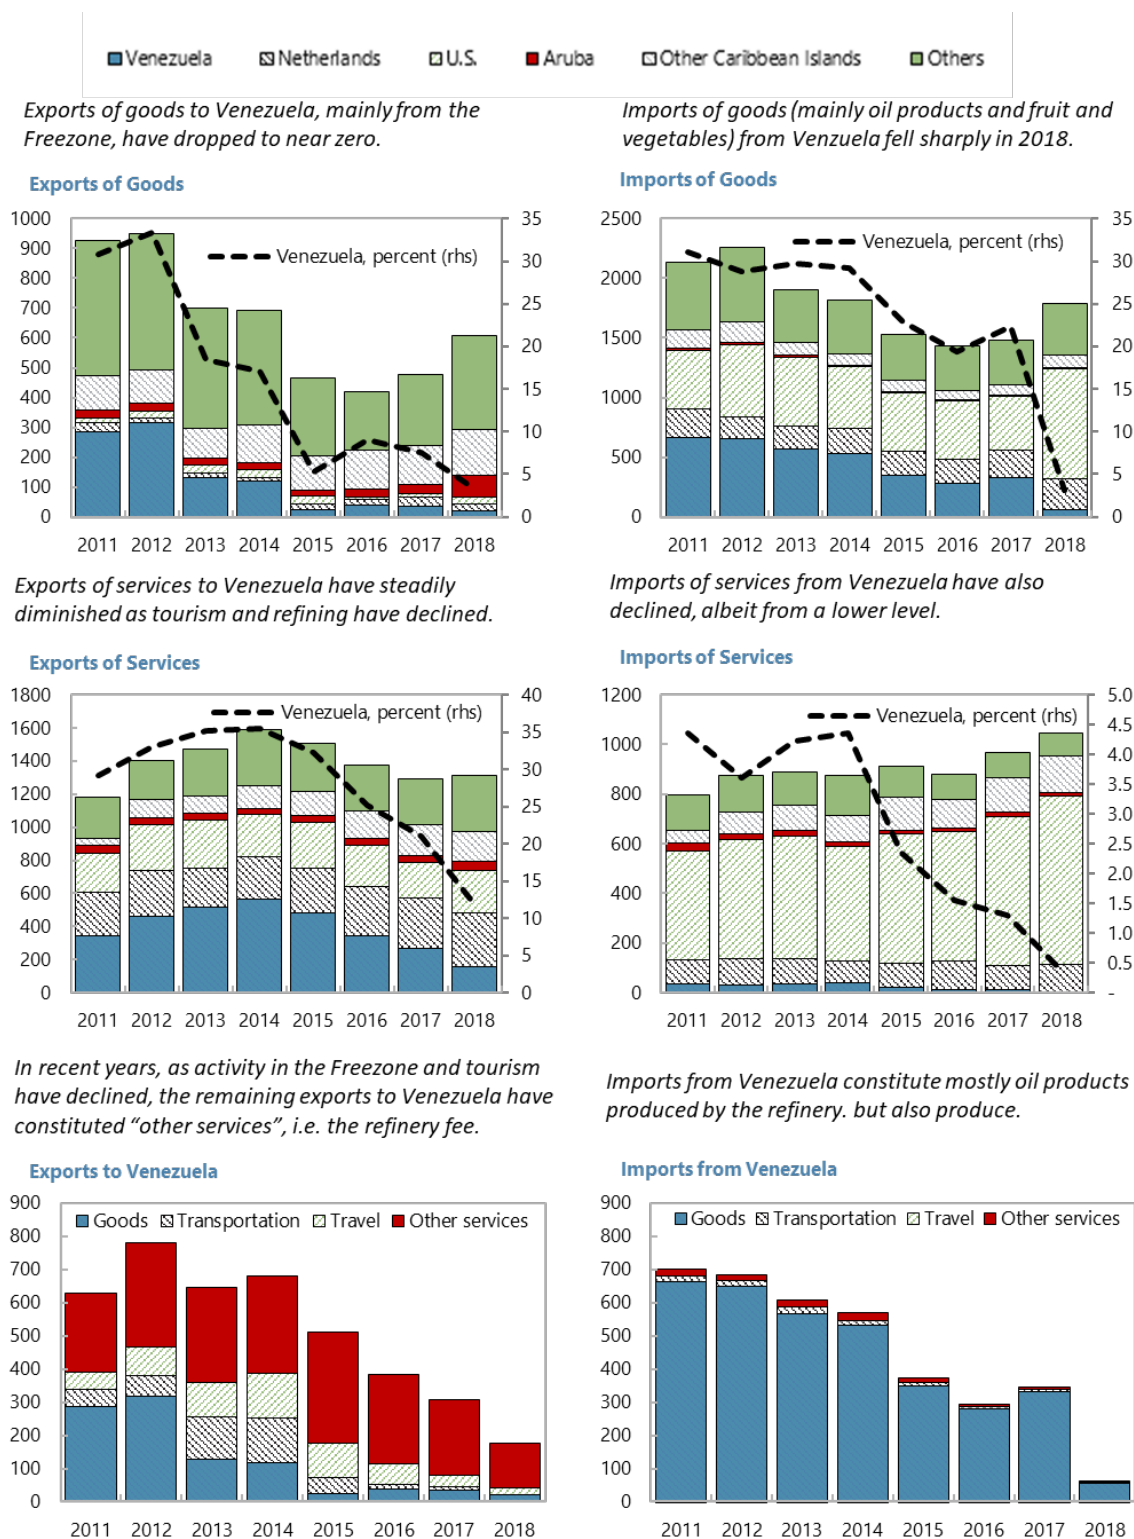 Venezuela Netherlands U.S. Aruba Other Caribbean Islands Others
Exports of goods to Venezuela, mainly from the
Freezone, have dropped to near zero.
Exports of Goods
1000
900
800
700
600
500
400
300
200
100
0
35
30
25
20
15
10
5
0
Venezuela, percent (rhs)
2011 2012 2013 2014 2015 2016 2017 2018
Imports of goods (mainly oil products and fruit and
vegetables) from Venzuela fell sharply in 2018.
Imports of Goods
2500
2000
1500
1000
500
0
35
30
25
20
15
10
5
0
Venezuela, percent (rhs)
2011 2012 2013 2014 2015 2016 2017 2018
Exports of services to Venezuela have steadily
diminished as tourism and refining have declined.
Exports of Services
1800
1600
1400
1200
1000
800
600
400
200
0
40
35
30
25
20
15
10
5
0
Venezuela, percent (rhs)
2011 2012 2013 2014 2015 2016 2017 2018
Imports of services from Venezuela have also
declined, albeit from a lower level.
Imports of Services
1200
1000
800
600
400
200
0
5.0
4.5
4.0
3.5
3.0
2.5
2.0
1.5
1.0
0.5
-
Venezuela, percent (rhs)
2011 2012 2013 2014 2015 2016 2017 2018
In recent years, as activity in the Freezone and tourism
have declined, the remaining exports to Venezuela have
constituted “other services”, i.e. the refinery fee.
Exports to Venezuela
900
800
700
600
500
400
300
200
100
0
Goods Transportation Travel Other services
2011 2012 2013 2014 2015 2016 2017 2018
Imports from Venezuela constitute mostly oil products
produced by the refinery. but also produce.
Imports from Venezuela
900
800
700
600
500
400
300
200
100
0
Goods Transportation Travel Other services
2011 2012 2013 2014 2015 2016 2017 2018